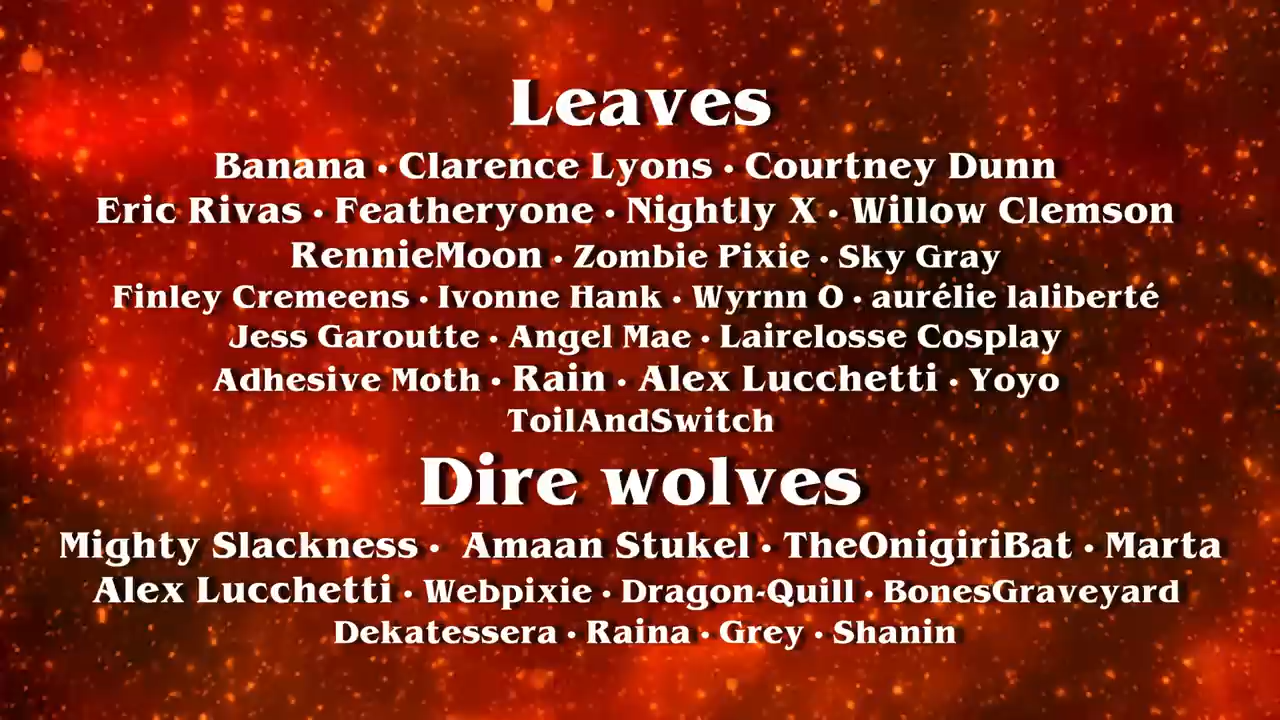 Leaves
Banana • Clarence Lyons • Courtney Dunn
Eric Rivas • Featheryone • Nightly X • Willow Clemson
RennieMoon • Zombie Pixie • Sky Gray
Finley Cremeens • Ivonne Hank • Wyrnn O • aurélie laliberté
Jess Garoutte • Angel Mae • Lairelosse Cosplay
Adhesive Moth • Rain • Alex Lucchetti • Yoyo
ToilAndSwitch
Dire wolves
Mighty Slackness • Amaan Stukel • TheOnigiriBat • Marta
Alex Lucchetti • Webpixie • Dragon-Quill • BonesGraveyard
Dekatessera • Raina • Grey • Shanin